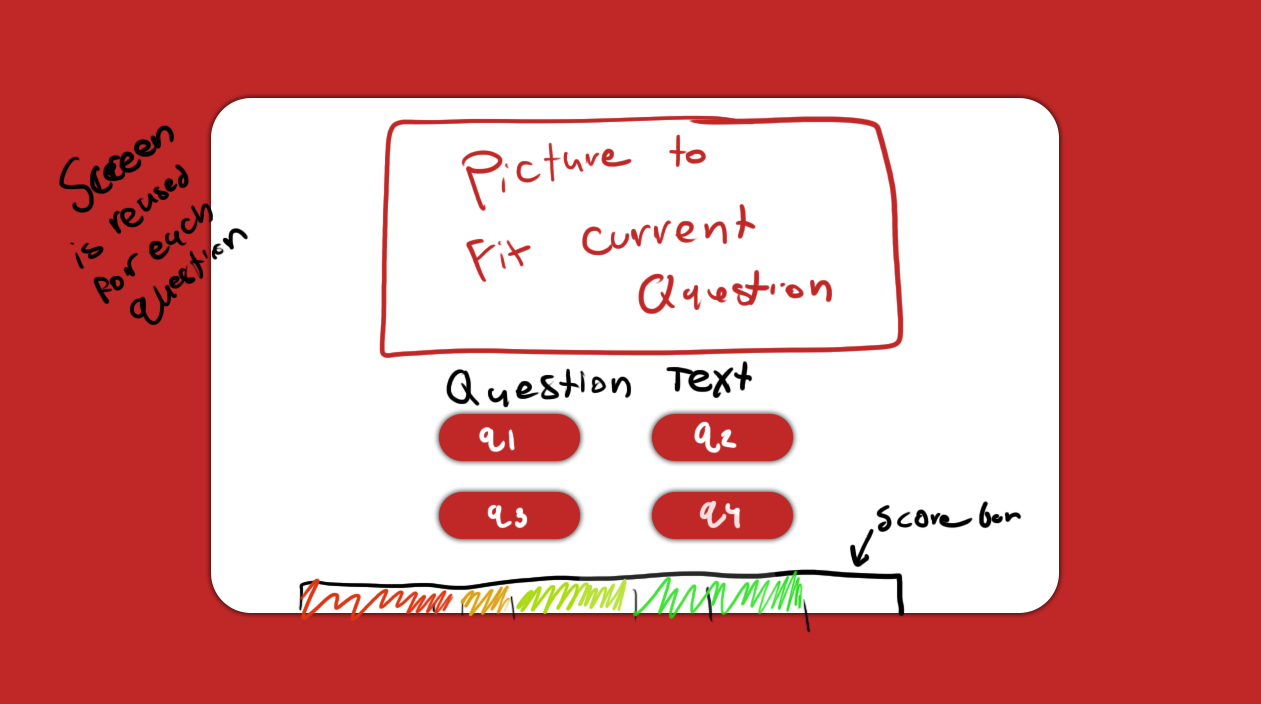 Screen
is reused
for each
Question
Picture to
Fit current
Question
Question Text
q1 q2
q3 q4
Score bar